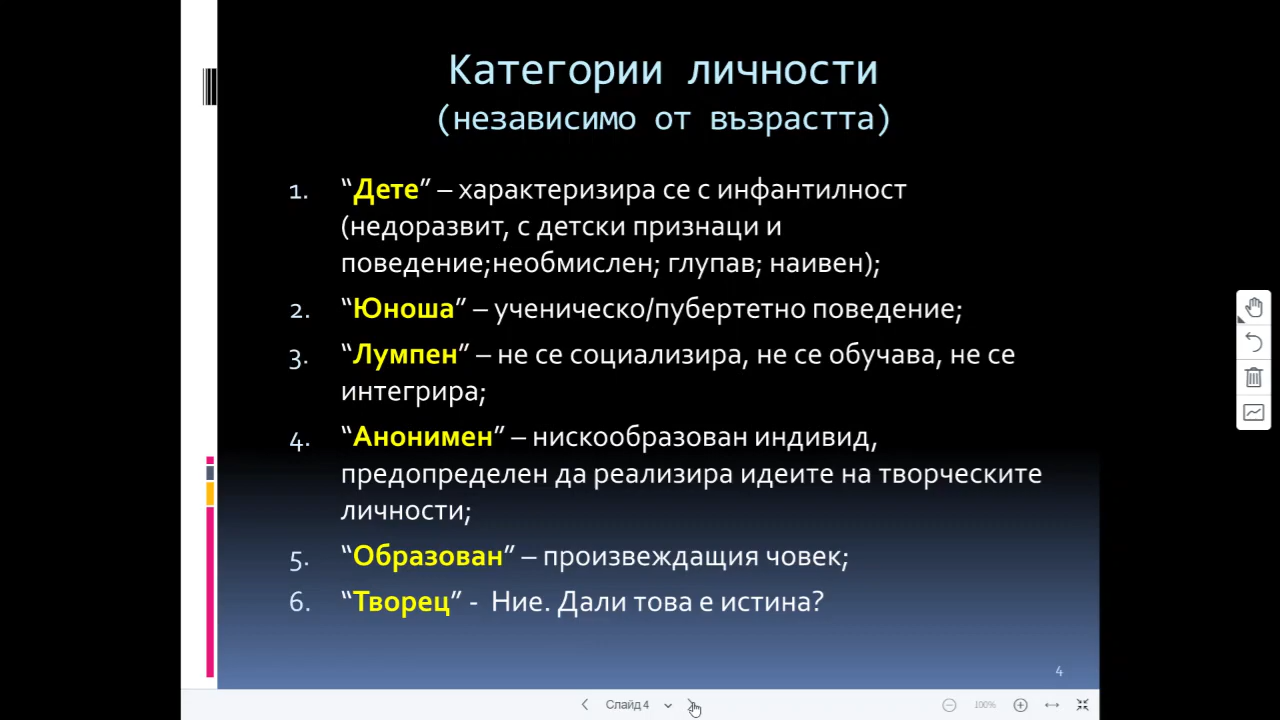 Категории личности
(независимо от възрастта)
1. “Дете” – характеризира се с инфантилност
(недоразвит, с детски признаци и
поведение;необмислен; глупав; наивен);
2. “Юноша” – ученическо/пубертетно поведение;
3. “Лумпен” – не се социализира, не се обучава, не се
интегрира;
4. “Анонимен” – нискообразован индивид,
предопределен да реализира идеите на творческите
личности;
5. “Образован” – произвеждащия човек;
6. “Творец” - Ние. Дали това е истина?
4
Слайд 4
100%